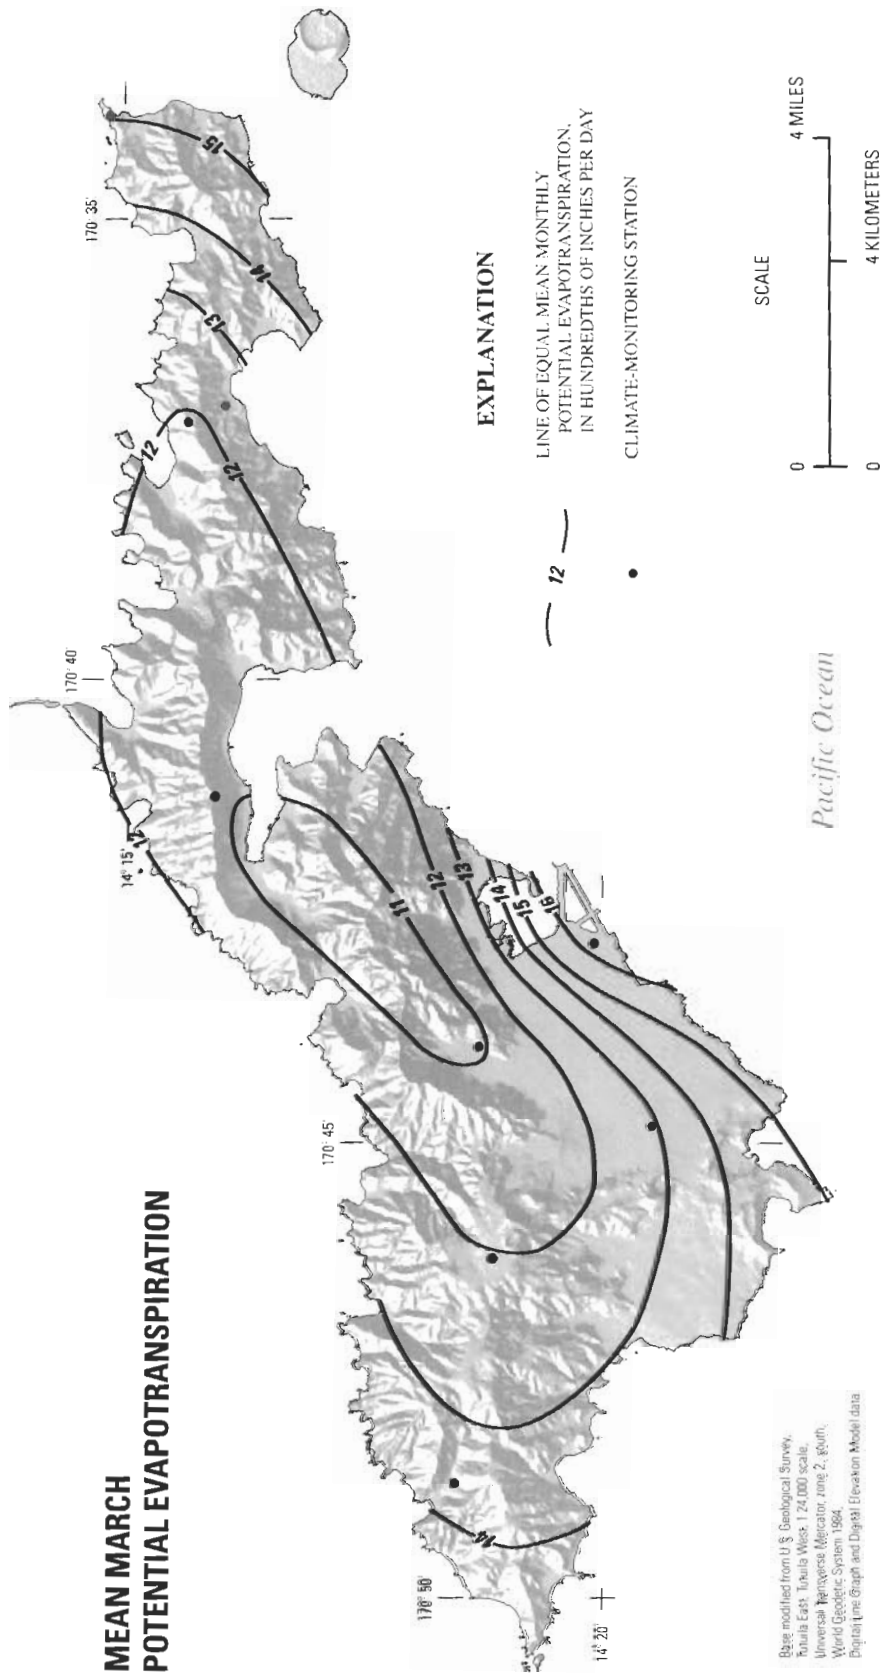 MEAN MARCH
POTENTIAL EVAPOTRANSPIRATION
170° 50'
170° 45'
170° 40'
170° 35'
14° 15'
14° 20'
14
11
12
13
14
15
16
12
12
12
13
14
15
EXPLANATION
12
LINE OF EQUAL MEAN MONTHLY
POTENTIAL EVAPOTRANSPIRATION,
IN HUNDREDTHS OF INCHES PER DAY
CLIMATE-MONITORING STATION
Pacific Ocean
SCALE
0 4 MILES
0 4 KILOMETERS
Base modified from U.S. Geological Survey,
Tutuila East, Tutuila West, 1:24,000 scale,
Universal Transverse Mercator, zone 2, south,
World Geodetic System 1984,
Digital Line Graph and Digital Elevation Model data